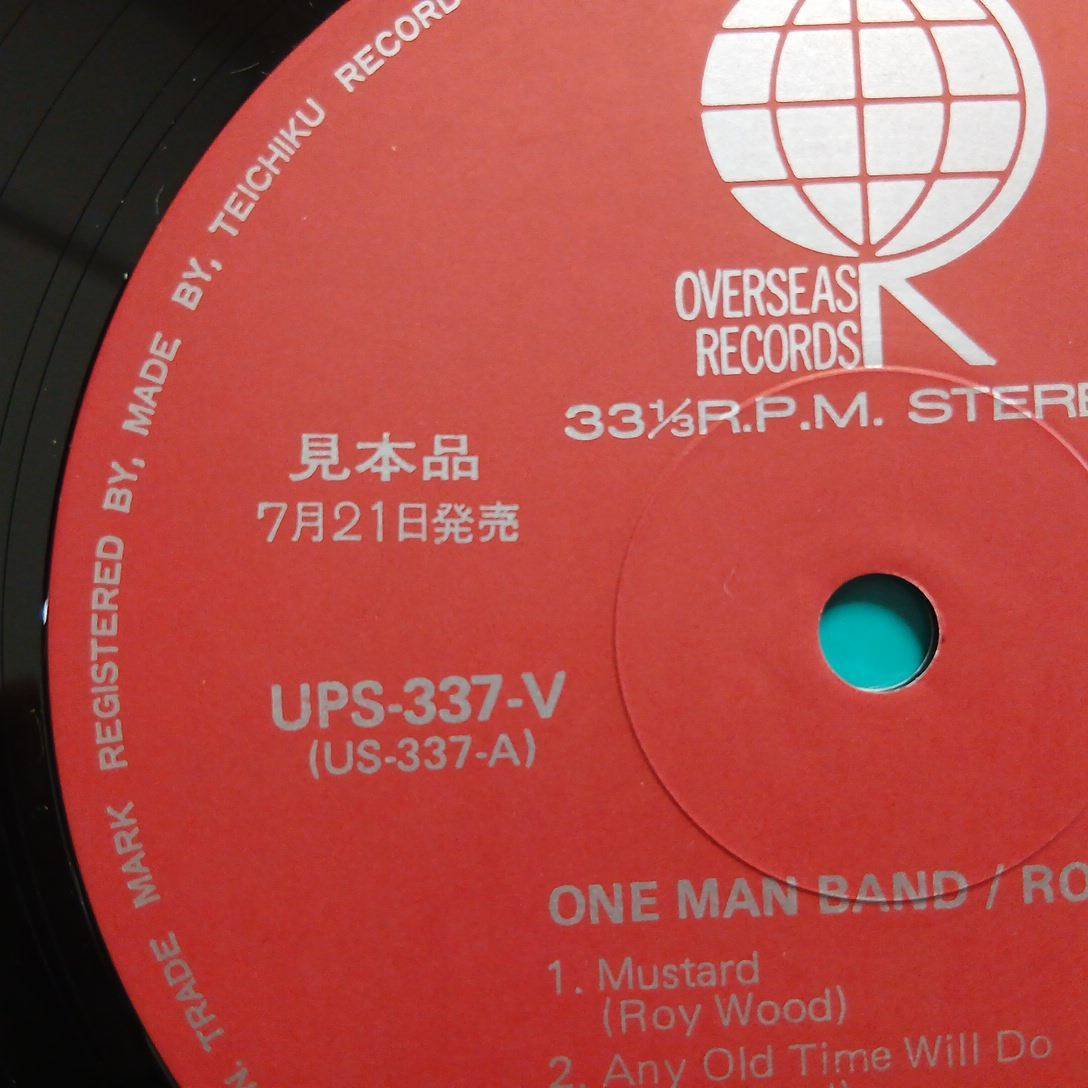 OVERSEAS
RECORDS
33⅓R.P.M. STERE
見本品
7月21日発売
UPS-337-V
(US-337-A)
ONE MAN BAND / RO
1. Mustard
(Roy Wood)
2. Any Old Time Will Do
N, TRADE MARK REGISTERED BY, MADE BY, TEICHIKU RECORD